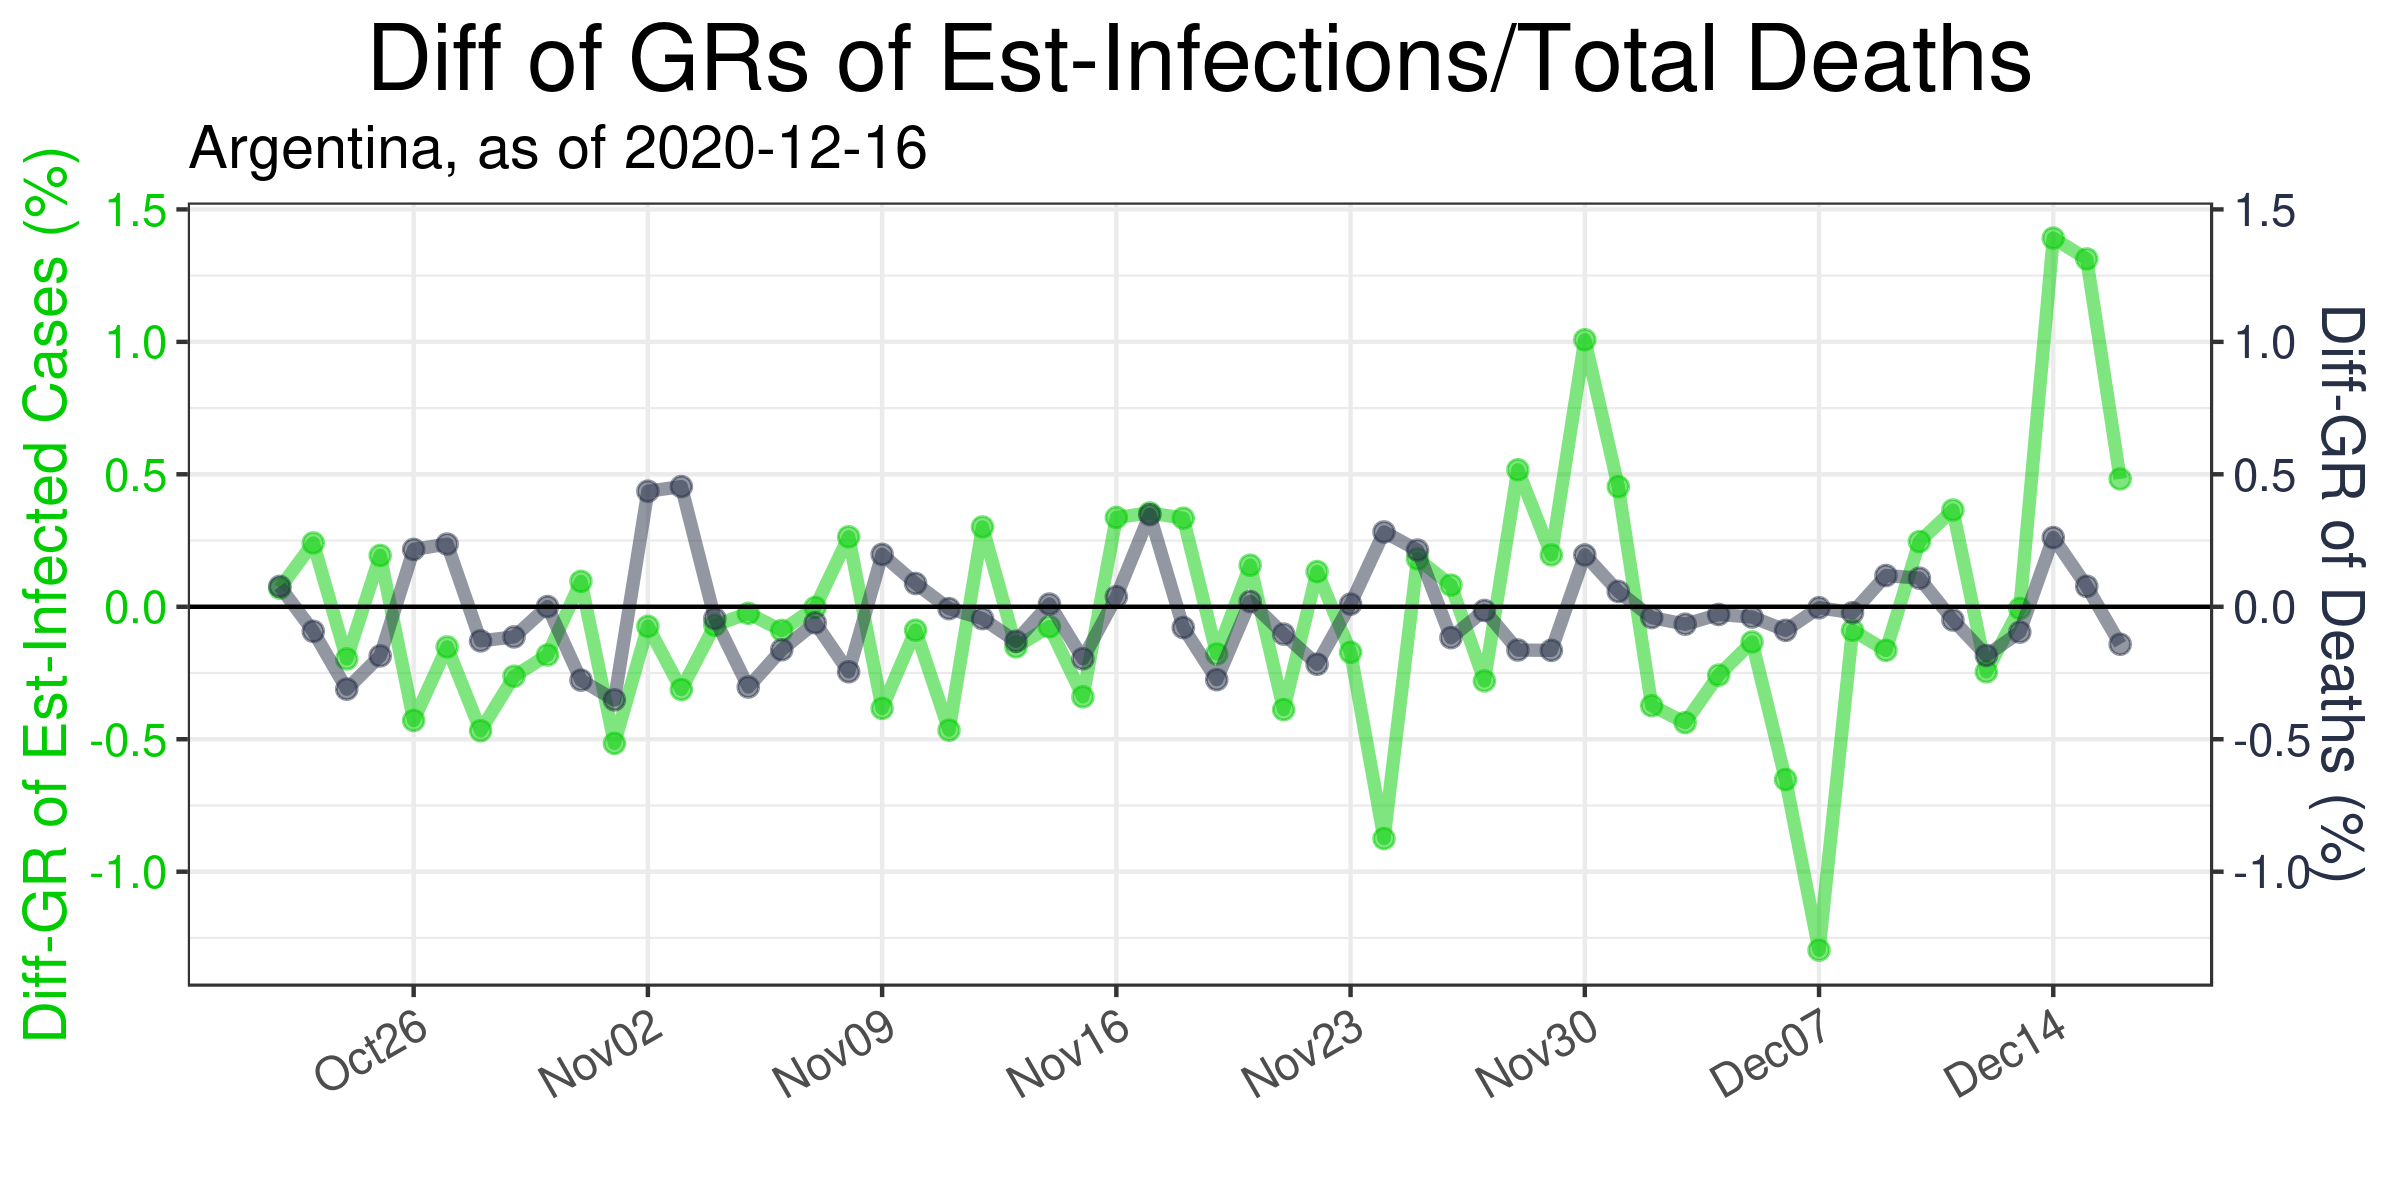 Diff of GRs of Est-Infections/Total Deaths
Argentina, as of 2020-12-16
Diff-GR of Est-Infected Cases (%)
1.5
1.0
0.5
0.0
-0.5
-1.0
1.5
1.0
0.5
0.0
-0.5
-1.0
Diff-GR of Deaths (%)
Oct26
Nov02
Nov09
Nov16
Nov23
Nov30
Dec07
Dec14